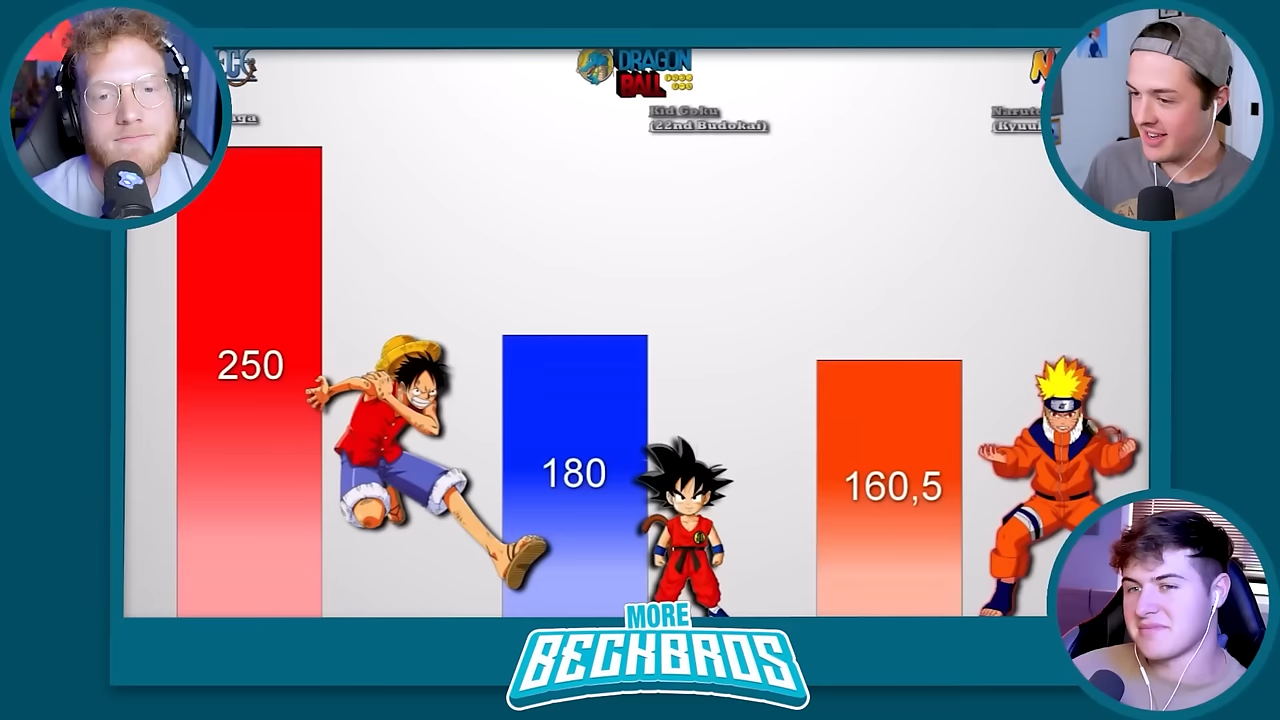 DRAGON
BALL
Kid Goku
(22nd Budokai)
250
180
160,5
MORE
BECKBROS